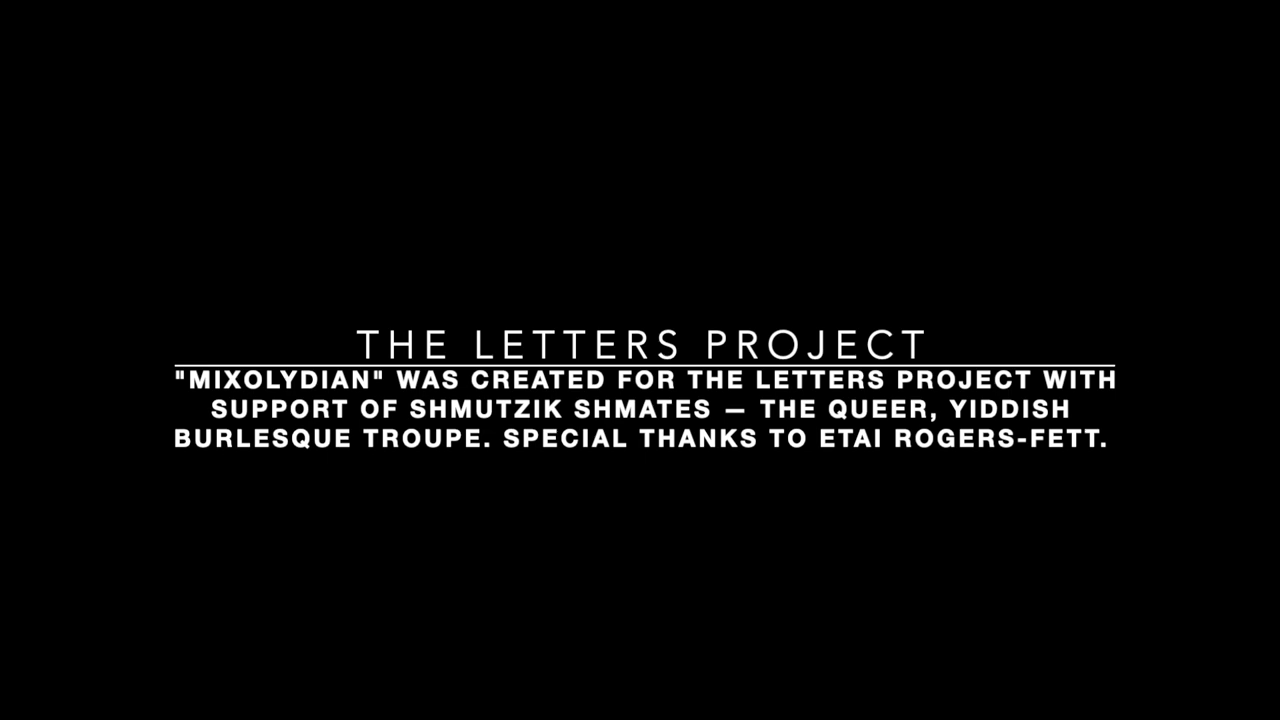 THE LETTERS PROJECT
"MIXOLYDIAN" WAS CREATED FOR THE LETTERS PROJECT WITH
SUPPORT OF SHMUTZIK SHMATES — THE QUEER, YIDDISH
BURLESQUE TROUPE. SPECIAL THANKS TO ETAI ROGERS-FETT.